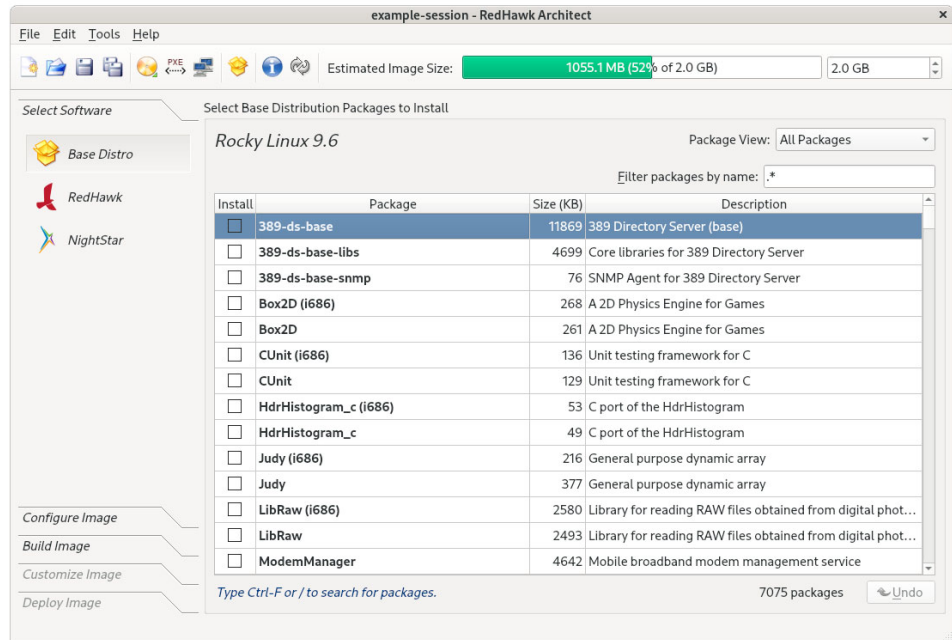 example-session - RedHawk Architect
File Edit Tools Help
PXE Estimated Image Size: 1055.1 MB (52% of 2.0 GB) 2.0 GB
Select Software
Select Base Distribution Packages to Install
Base Distro
RedHawk
NightStar
Rocky Linux 9.6
Package View: All Packages
Filter packages by name: .*
Install Package Size (KB) Description
389-ds-base 11869 389 Directory Server (base)
389-ds-base-libs 4699 Core libraries for 389 Directory Server
389-ds-base-snmp 76 SNMP Agent for 389 Directory Server
Box2D (i686) 268 A 2D Physics Engine for Games
Box2D 261 A 2D Physics Engine for Games
CUnit (i686) 136 Unit testing framework for C
CUnit 129 Unit testing framework for C
HdrHistogram_c (i686) 53 C port of the HdrHistogram
HdrHistogram_c 49 C port of the HdrHistogram
Judy (i686) 216 General purpose dynamic array
Judy 377 General purpose dynamic array
LibRaw (i686) 2580 Library for reading RAW files obtained from digital phot...
LibRaw 2493 Library for reading RAW files obtained from digital phot...
ModemManager 4642 Mobile broadband modem management service
Configure Image
Build Image
Customize Image
Deploy Image
Type Ctrl-F or / to search for packages.
7075 packages
Undo